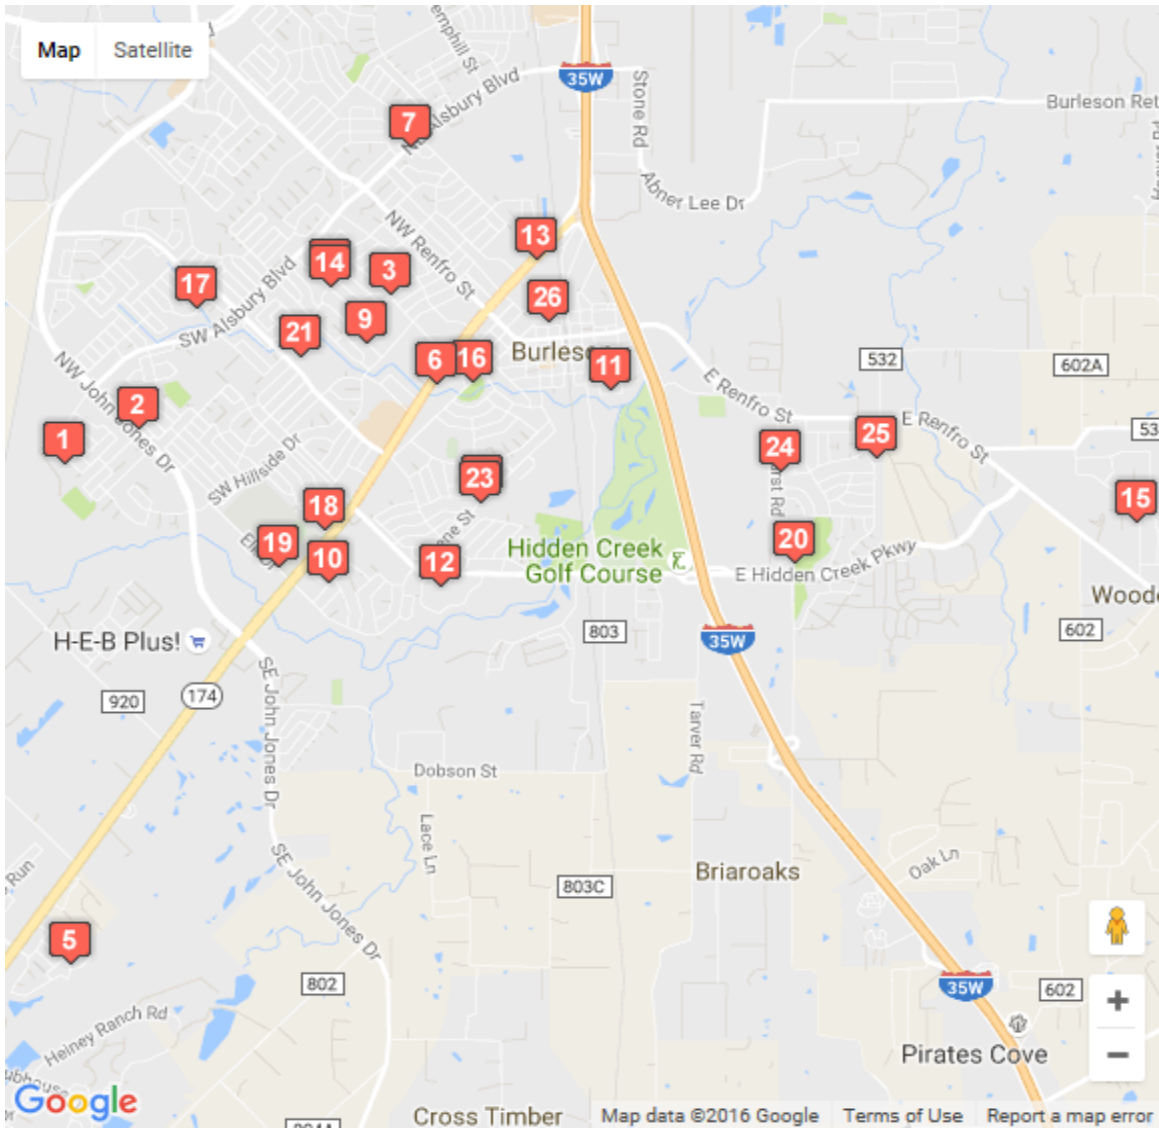 Map Satellite
35W
Stone Rd
Alsbury Blvd
7
Burleson Ret
Abner Lee Dr
NW Renfro St
13
14
3
17
26
SW Alsbury Blvd
9
21
6
16
11
532
602A
NW John Jones Dr
2
E Renfro St
1
24
25
E Renfro St
53
SW Hillside Dr
23
15
18
19
10
12
20
Hidden Creek
Golf Course
E Hidden Creek Pkwy
803
602
35W
H-E-B Plus!
174
920
SE John Jones Dr
Tarver Rd
Dobson St
Lace Ln
SE John Jones Dr
803C
Briaroaks
Oak Ln
Run
5
802
35W
602
Heiney Ranch Rd
Pirates Cove
+
−
Google
Cross Timber
Map data ©2016 Google Terms of Use Report a map error